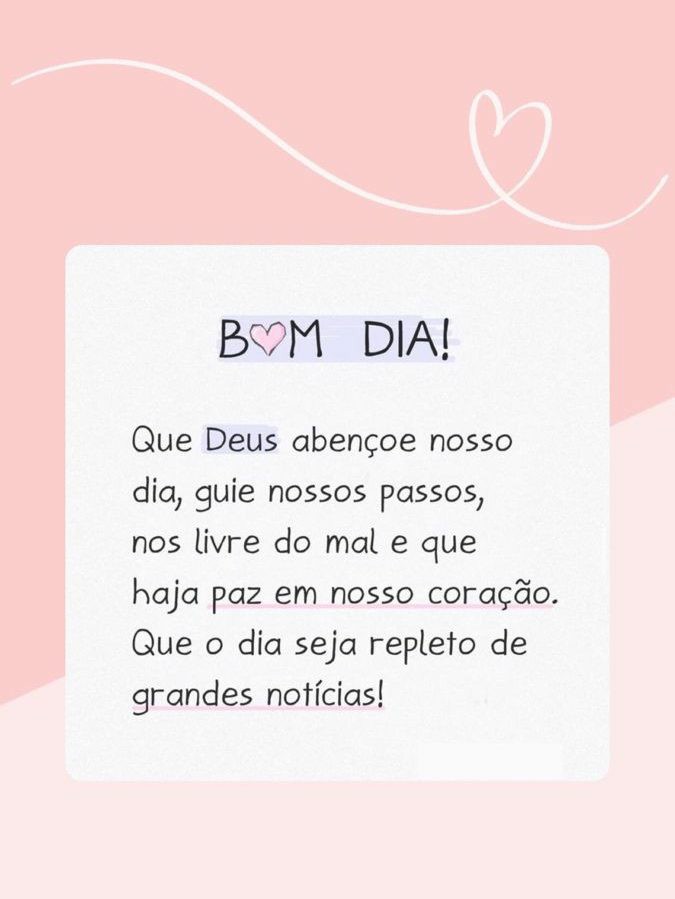 BOM DIA!
Que Deus abençoe nosso
dia, guie nossos passos,
nos livre do mal e que
haja paz em nosso coração.
Que o dia seja repleto de
grandes notícias!